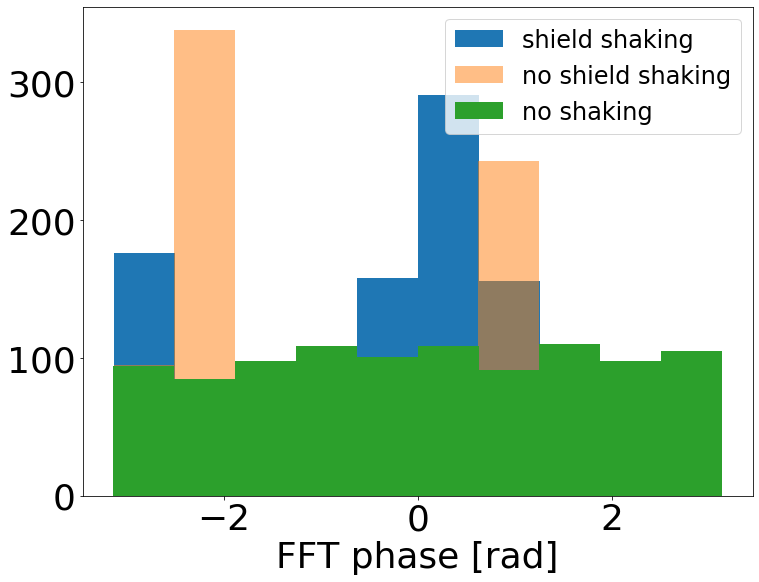 shield shaking
no shield shaking
no shaking
300
200
100
0
−2 0 2
FFT phase [rad]